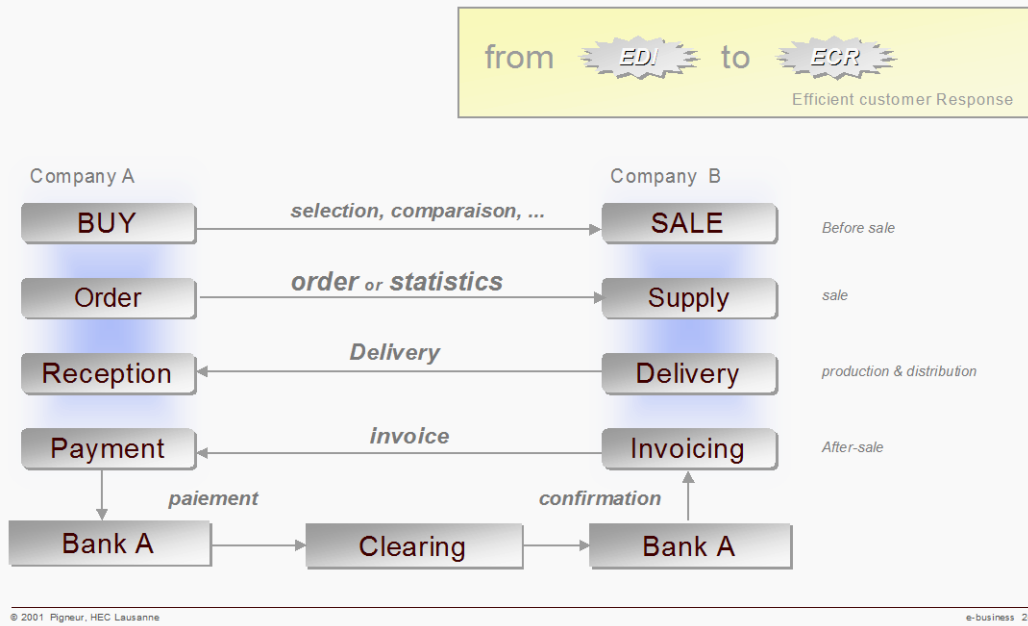 from EDI to ECR
Efficient customer Response
Company A
Company B
BUY
selection, comparaison, ...
SALE
Before sale
Order
order or statistics
Supply
sale
Reception
Delivery
Delivery
production & distribution
Payment
invoice
Invoicing
After-sale
paiement
confirmation
Bank A
Clearing
Bank A
© 2001 Pigneur, HEC Lausanne
e-business 2